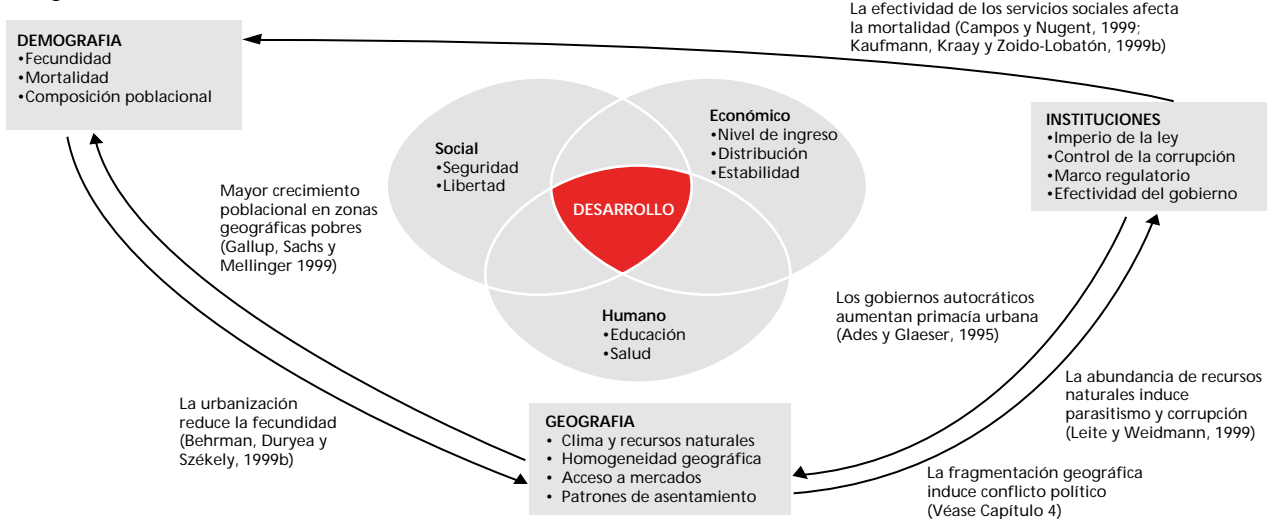 La efectividad de los servicios sociales afecta
la mortalidad (Campos y Nugent, 1999;
Kaufmann, Kraay y Zoido-Lobatón, 1999b)
DEMOGRAFIA
•Fecundidad
•Mortalidad
•Composición poblacional
Social
•Seguridad
•Libertad
Económico
•Nivel de ingreso
•Distribución
•Estabilidad
INSTITUCIONES
•Imperio de la ley
•Control de la corrupción
•Marco regulatorio
•Efectividad del gobierno
Mayor crecimiento
poblacional en zonas
geográficas pobres
(Gallup, Sachs y
Mellinger 1999)
DESARROLLO
Humano
•Educación
•Salud
Los gobiernos autocráticos
aumentan primacía urbana
(Ades y Glaeser, 1995)
La abundancia de recursos
naturales induce
parasitismo y corrupción
(Leite y Weidmann, 1999)
La urbanización
reduce la fecundidad
(Behrman, Duryea y
Székely, 1999b)
GEOGRAFIA
• Clima y recursos naturales
• Homogeneidad geográfica
• Acceso a mercados
• Patrones de asentamiento
La fragmentación geográfica
induce conflicto político
(Véase Capítulo 4)